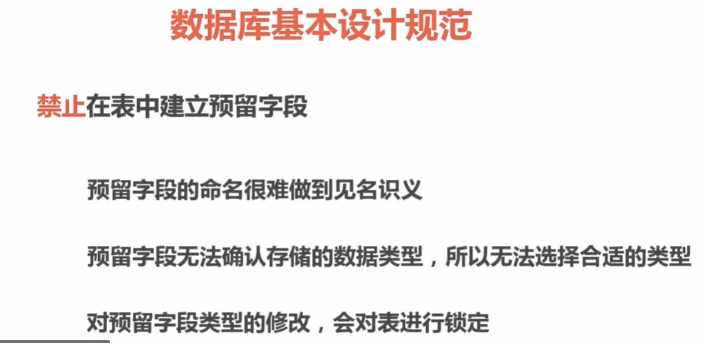 数据库基本设计规范
禁止在表中建立预留字段
预留字段的命名很难做到见名识义
预留字段无法确认存储的数据类型，所以无法选择合适的类型
对预留字段类型的修改，会对表进行锁定